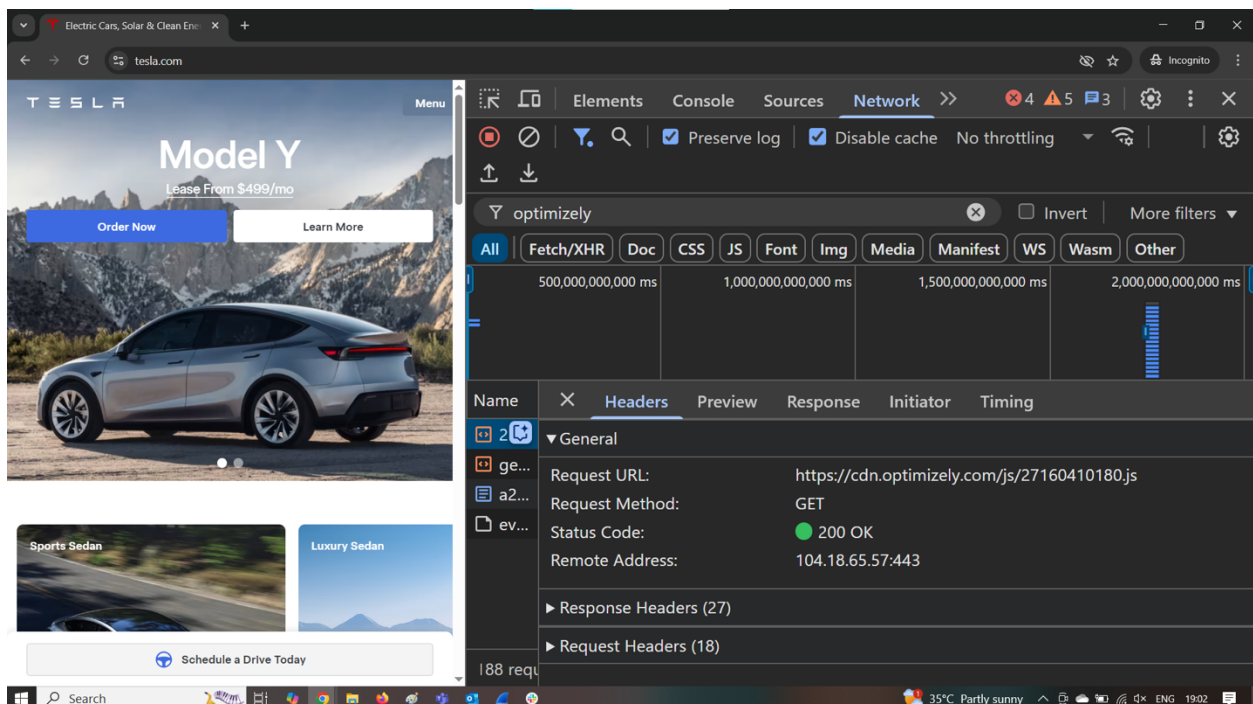 Electric Cars, Solar & Clean Ene
tesla.com
Incognito
TESLA
Menu
Model Y
Lease From $499/mo
Order Now
Learn More
Sports Sedan
Luxury Sedan
Schedule a Drive Today
Elements
Console
Sources
Network
4
5
3
Preserve log
Disable cache
No throttling
optimizely
Invert
More filters
All
Fetch/XHR
Doc
CSS
JS
Font
Img
Media
Manifest
WS
Wasm
Other
500,000,000,000 ms
1,000,000,000,000 ms
1,500,000,000,000 ms
2,000,000,000,000 ms
Name
2
ge...
a2...
ev...
188 requ
Headers
Preview
Response
Initiator
Timing
General
Request URL: https://cdn.optimizely.com/js/27160410180.js
Request Method: GET
Status Code: 200 OK
Remote Address: 104.18.65.57:443
Response Headers (27)
Request Headers (18)
Search
35°C Partly sunny
ENG
19:02